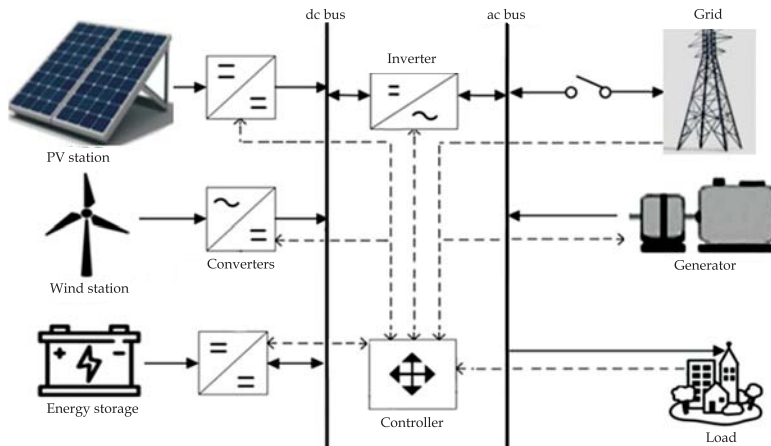 dc bus
ac bus
Grid
Inverter
PV station
Wind station
Converters
Generator
Energy storage
Controller
Load